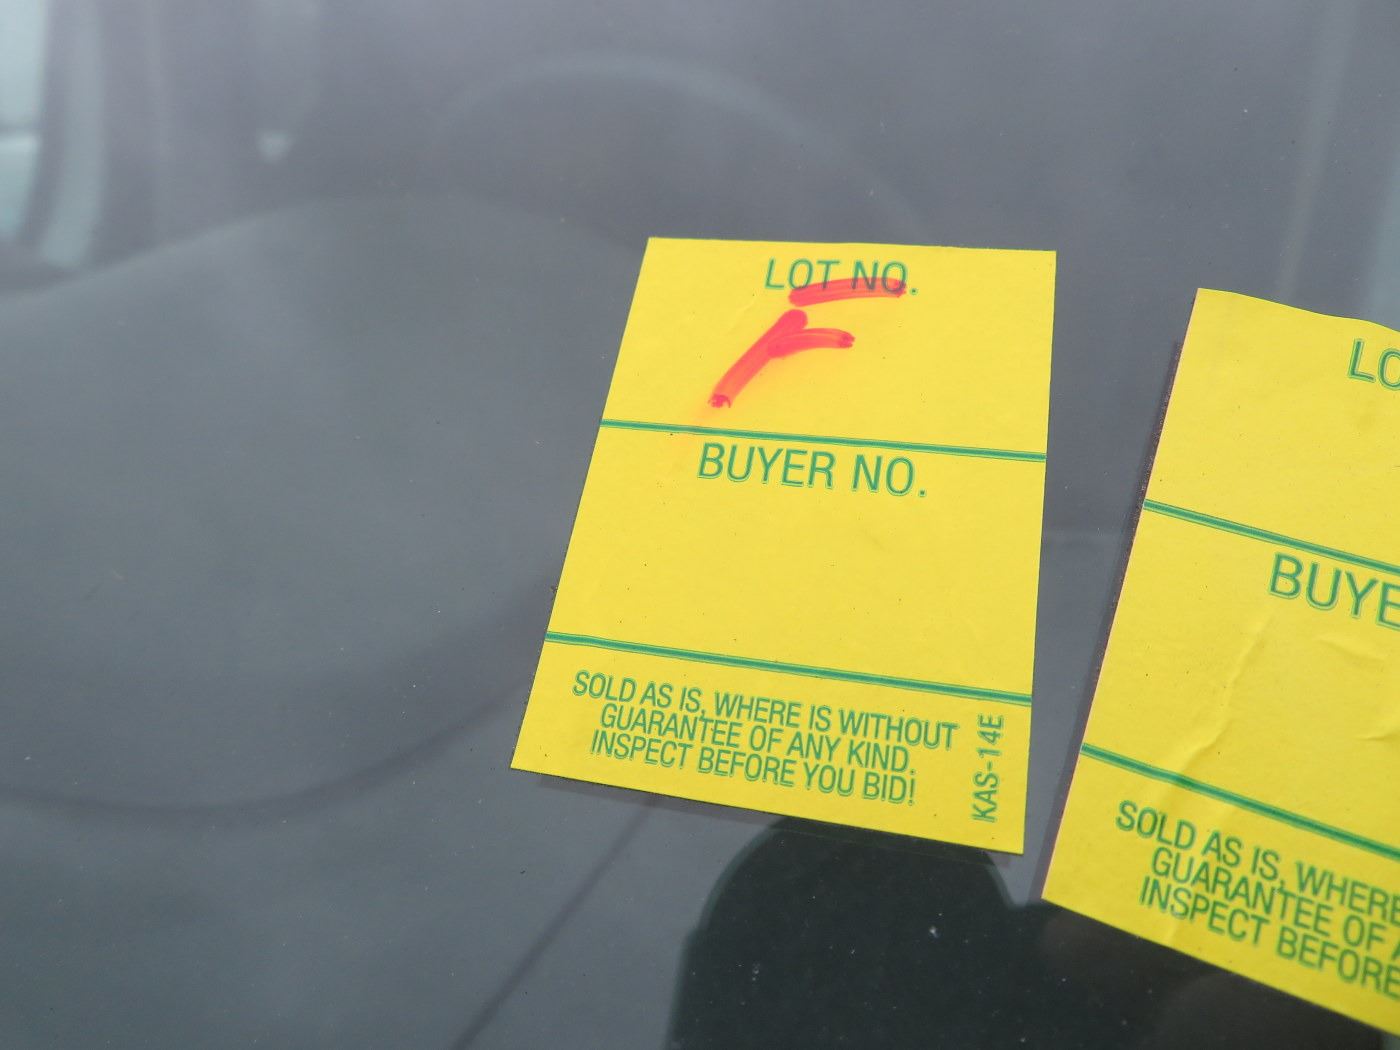 LOT NO.
F
BUYER NO.
SOLD AS IS, WHERE IS WITHOUT
GUARANTEE OF ANY KIND.
INSPECT BEFORE YOU BID!
KAS-14E
LO
BUYE
SOLD AS IS, WHERE
GUARANTEE OF
INSPECT BEFORE